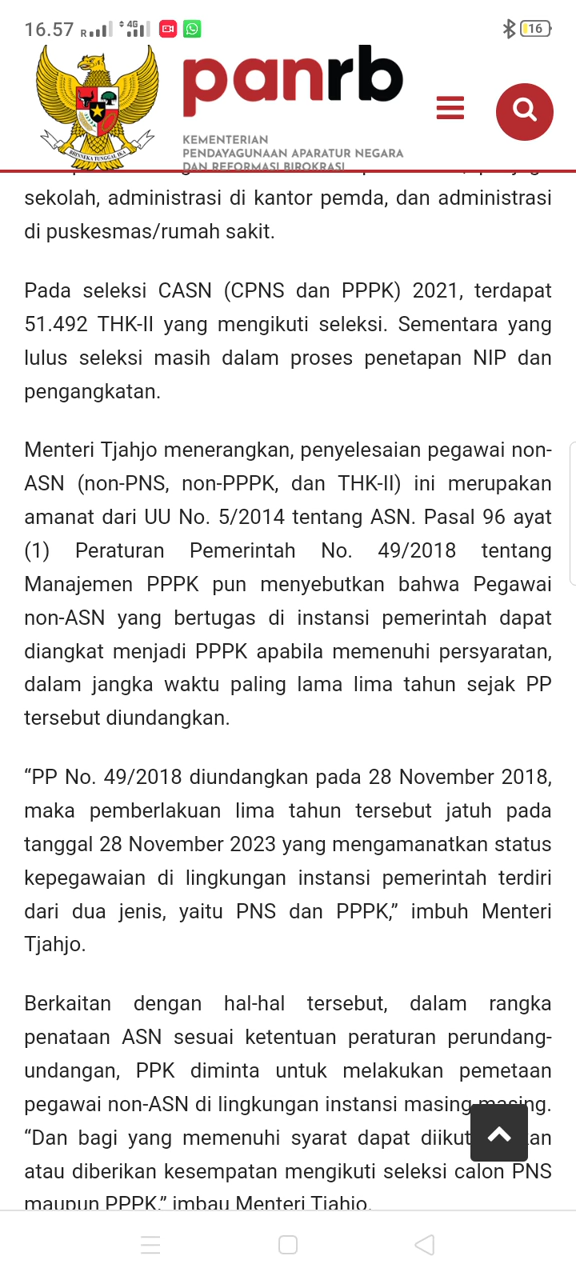 16.57 R 4G 16
panrb
KEMENTERIAN
PENDAYAGUNAAN APARATUR NEGARA
DAN REFORMASI BIROKRASI
BHINNEKA TUNGGAL IKA
sekolah, administrasi di kantor pemda, dan administrasi
di puskesmas/rumah sakit.
Pada seleksi CASN (CPNS dan PPPK) 2021, terdapat
51.492 THK-II yang mengikuti seleksi. Sementara yang
lulus seleksi masih dalam proses penetapan NIP dan
pengangkatan.
Menteri Tjahjo menerangkan, penyelesaian pegawai non-
ASN (non-PNS, non-PPPK, dan THK-II) ini merupakan
amanat dari UU No. 5/2014 tentang ASN. Pasal 96 ayat
(1) Peraturan Pemerintah No. 49/2018 tentang
Manajemen PPPK pun menyebutkan bahwa Pegawai
non-ASN yang bertugas di instansi pemerintah dapat
diangkat menjadi PPPK apabila memenuhi persyaratan,
dalam jangka waktu paling lama lima tahun sejak PP
tersebut diundangkan.
“PP No. 49/2018 diundangkan pada 28 November 2018,
maka pemberlakuan lima tahun tersebut jatuh pada
tanggal 28 November 2023 yang mengamanatkan status
kepegawaian di lingkungan instansi pemerintah terdiri
dari dua jenis, yaitu PNS dan PPPK,” imbuh Menteri
Tjahjo.
Berkaitan dengan hal-hal tersebut, dalam rangka
penataan ASN sesuai ketentuan peraturan perundang-
undangan, PPK diminta untuk melakukan pemetaan
pegawai non-ASN di lingkungan instansi masing-masing.
“Dan bagi yang memenuhi syarat dapat
atau diberikan kesempatan mengikuti seleksi calon PNS
maupun PPPK,” imbau Menteri Tjahjo.